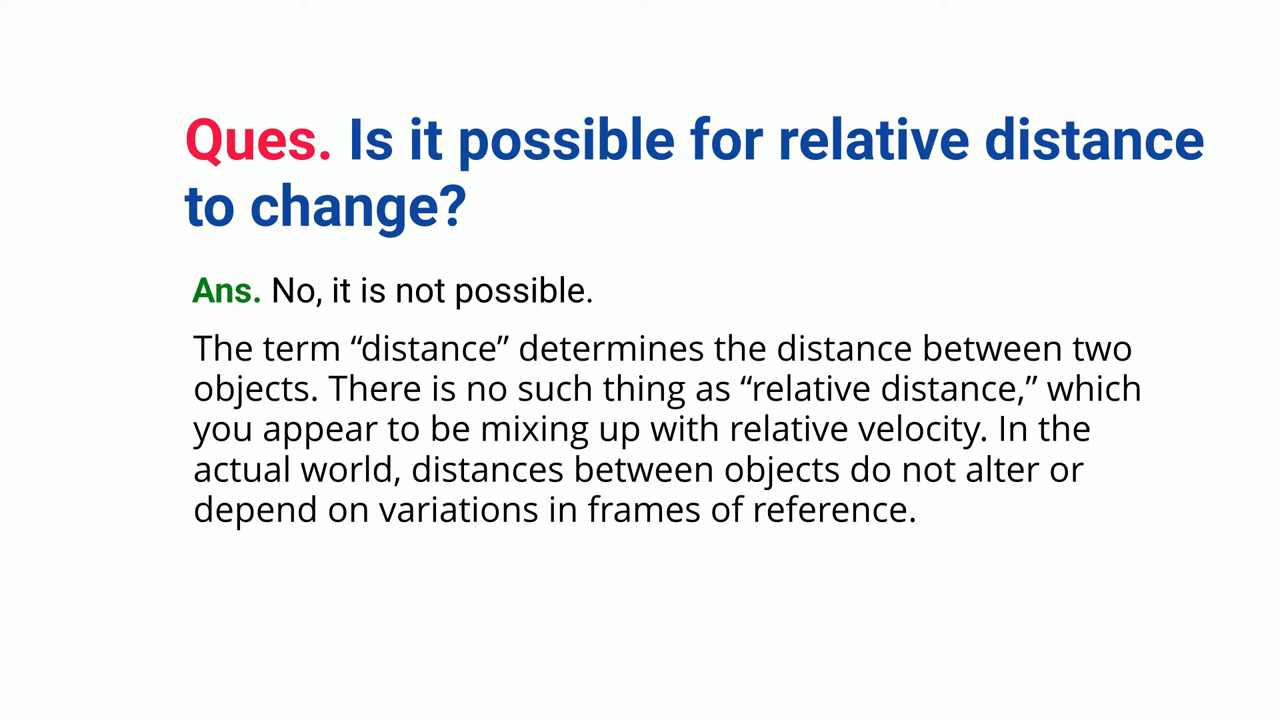 Ques. Is it possible for relative distance
to change?
Ans. No, it is not possible.
The term “distance” determines the distance between two
objects. There is no such thing as “relative distance,” which
you appear to be mixing up with relative velocity. In the
actual world, distances between objects do not alter or
depend on variations in frames of reference.